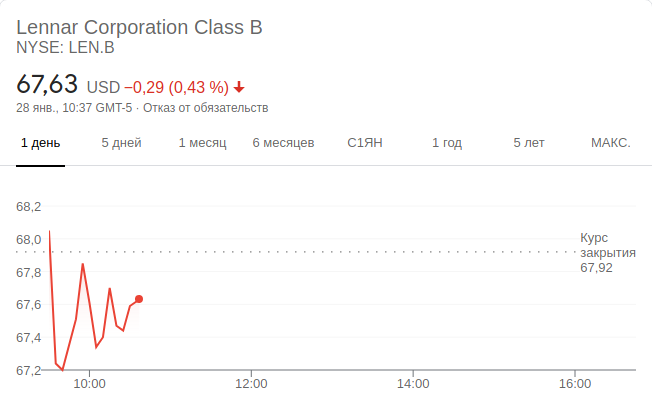 Lennar Corporation Class B
NYSE: LEN.B
67,63 USD −0,29 (0,43 %)
28 янв., 10:37 GMT-5 · Отказ от обязательств
1 день 5 дней 1 месяц 6 месяцев С1ЯН 1 год 5 лет МАКС.
68,2
68,0
67,8
67,6
67,4
67,2
Курс
закрытия
67,92
10:00 12:00 14:00 16:00